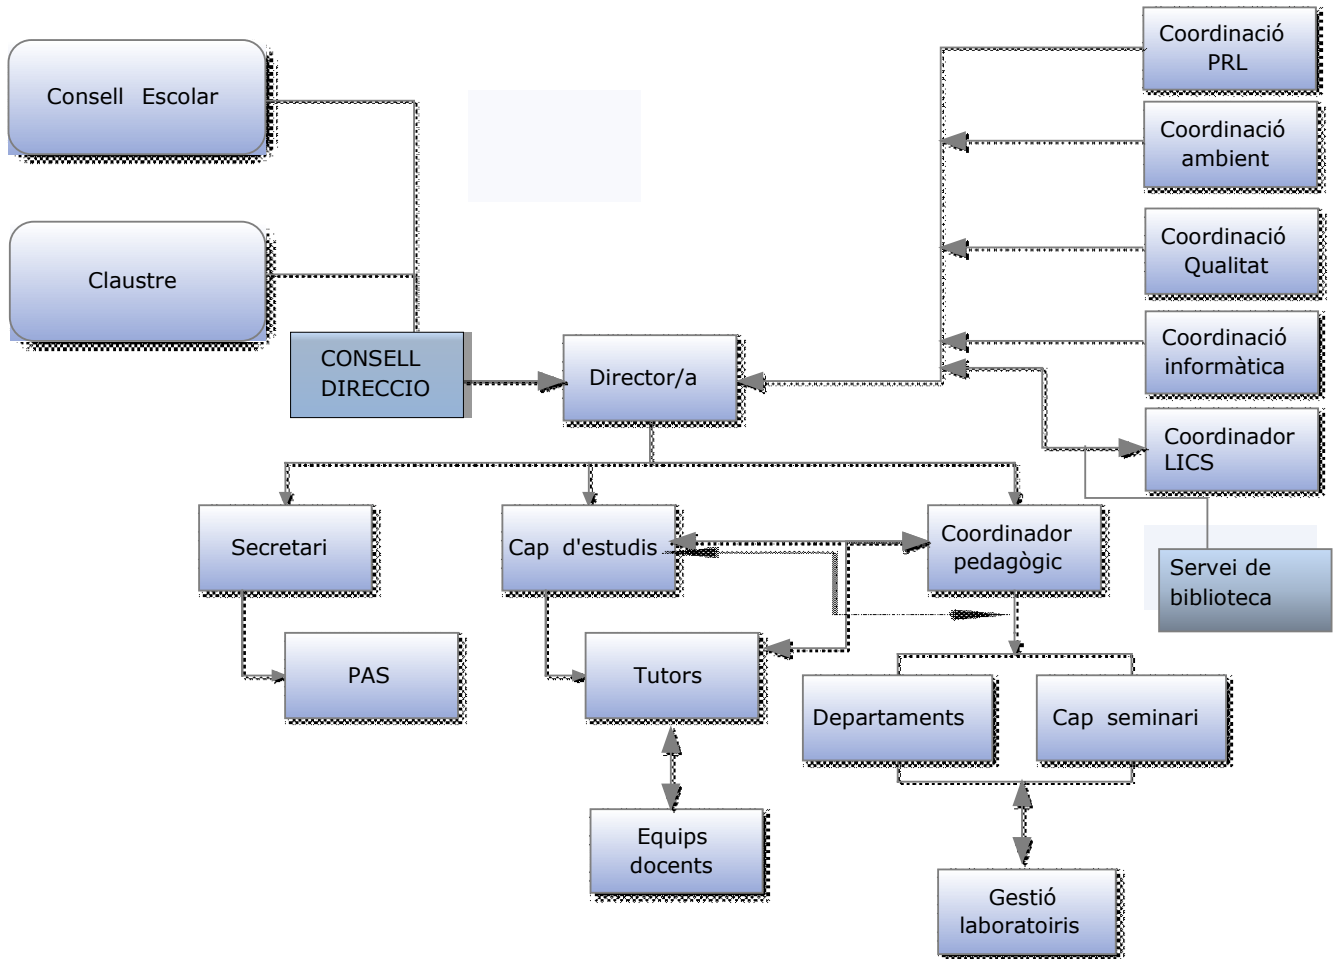 Consell Escolar
Claustre
CONSELL
DIRECCIO
Director/a
Coordinació
PRL
Coordinació
ambient
Coordinació
Qualitat
Coordinació
informàtica
Coordinador
LICS
Servei de
biblioteca
Secretari
Cap d'estudis
Coordinador
pedagògic
PAS
Tutors
Departaments
Cap seminari
Equips
docents
Gestió
laboratoiris